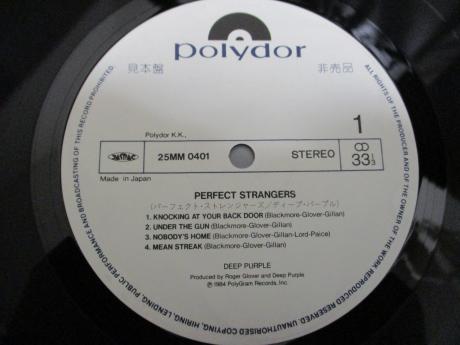 polydor
見本盤 非売品
Polydor K.K.,
1
JASRAC 25MM 0401 STEREO CD 33 1/3
Made in Japan
PERFECT STRANGERS
(パーフェクト・ストレンジャーズ/ディープ・パープル)
1. KNOCKING AT YOUR BACK DOOR (Blackmore-Glover-Gillan)
2. UNDER THE GUN (Blackmore-Glover-Gillan)
3. NOBODY'S HOME (Blackmore-Glover-Gillan-Lord-Paice)
4. MEAN STREAK (Blackmore-Glover-Gillan)
DEEP PURPLE
Produced by Roger Glover and Deep Purple
℗1984 PolyGram Records, Inc.
ALL RIGHTS OF THE PRODUCER AND OF THE OWNER OF THE WORK REPRODUCED RESERVED. UNAUTHORISED COPYING, HIRING, LENDING, PUBLIC PERFORMANCE AND BROADCASTING OF THIS RECORD PROHIBITED.